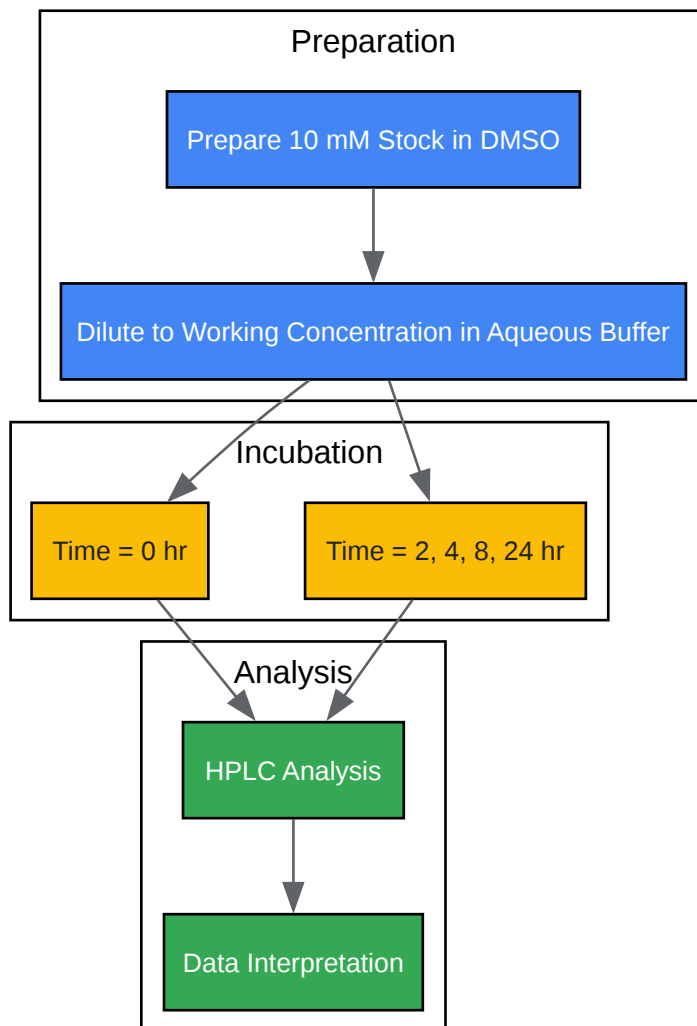 Preparation
Prepare 10 mM Stock in DMSO
Dilute to Working Concentration in Aqueous Buffer
Incubation
Time = 0 hr
Time = 2, 4, 8, 24 hr
Analysis
HPLC Analysis
Data Interpretation